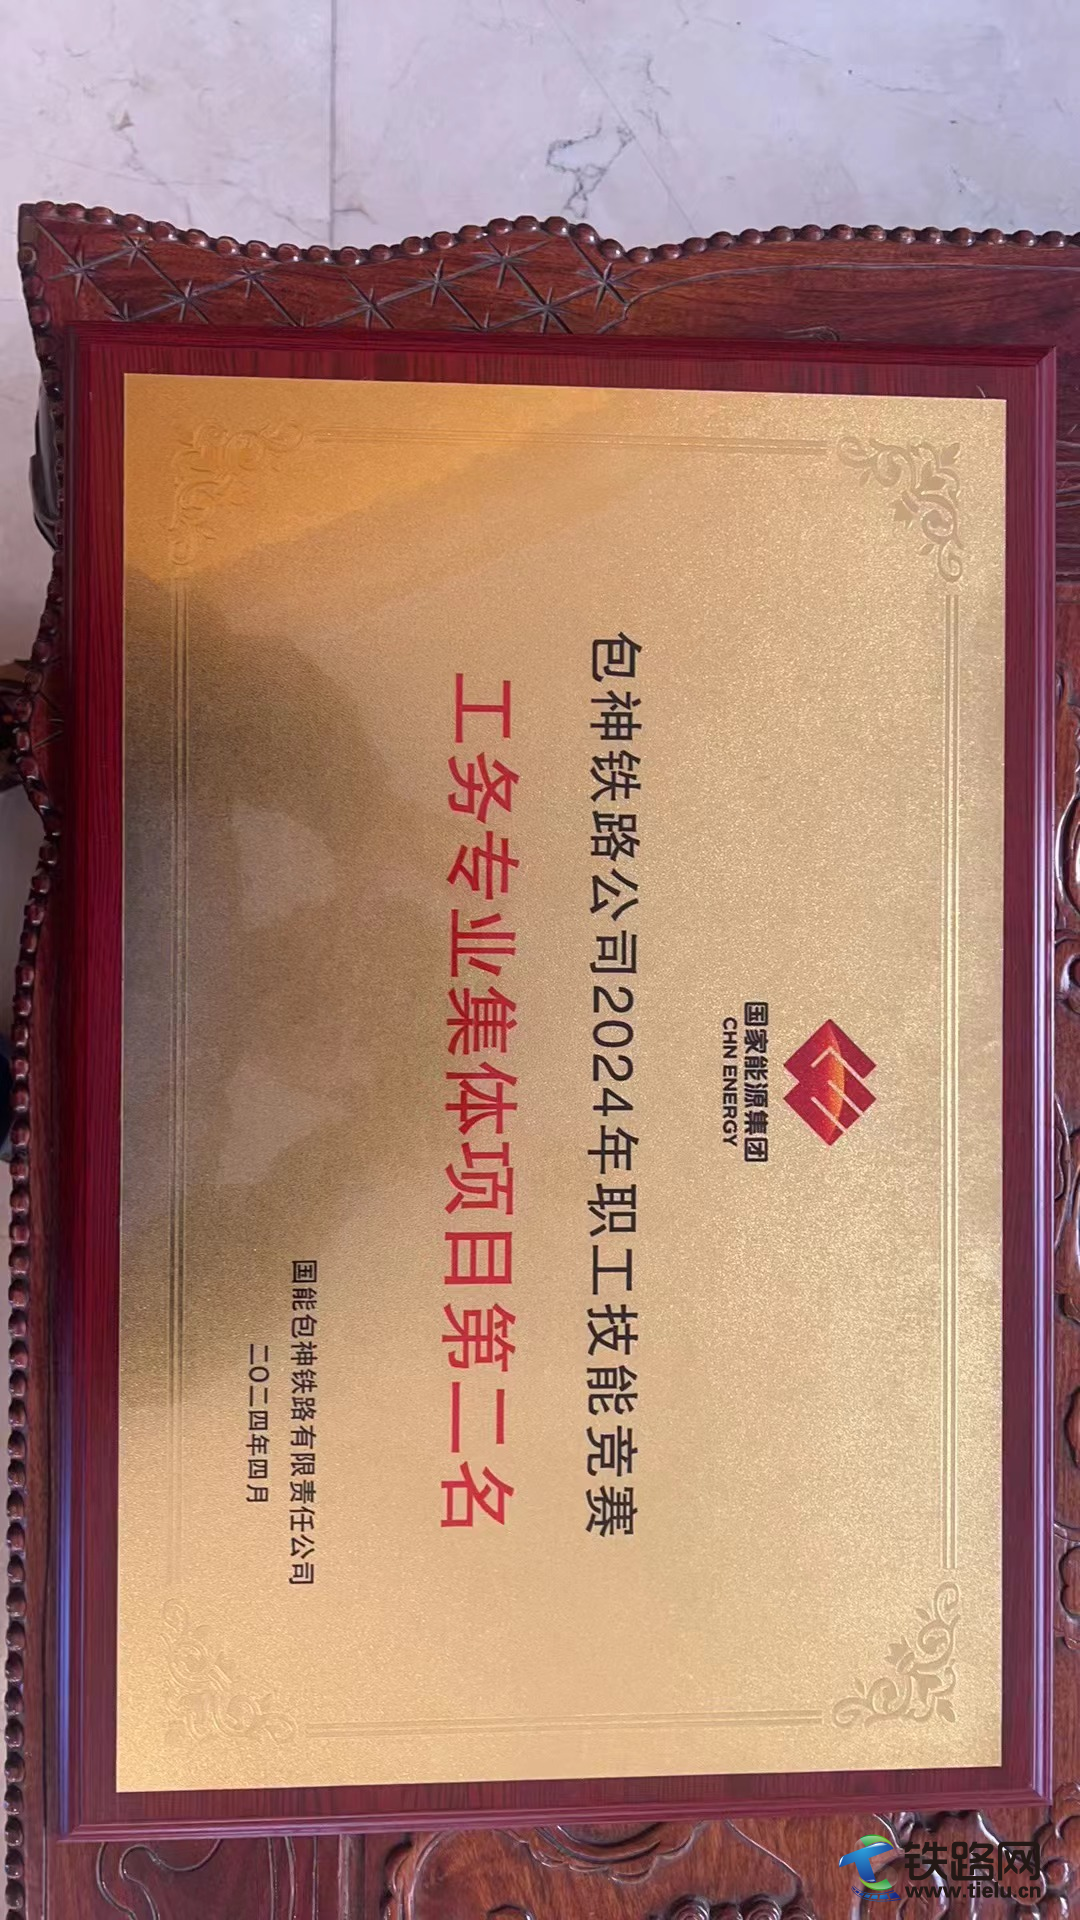 国家能源集团
CHN ENERGY
包神铁路公司2024年职工技能竞赛
工务专业集体项目第二名
国能包神铁路有限责任公司
二〇二四年四月
铁路网
www.tielu.cn